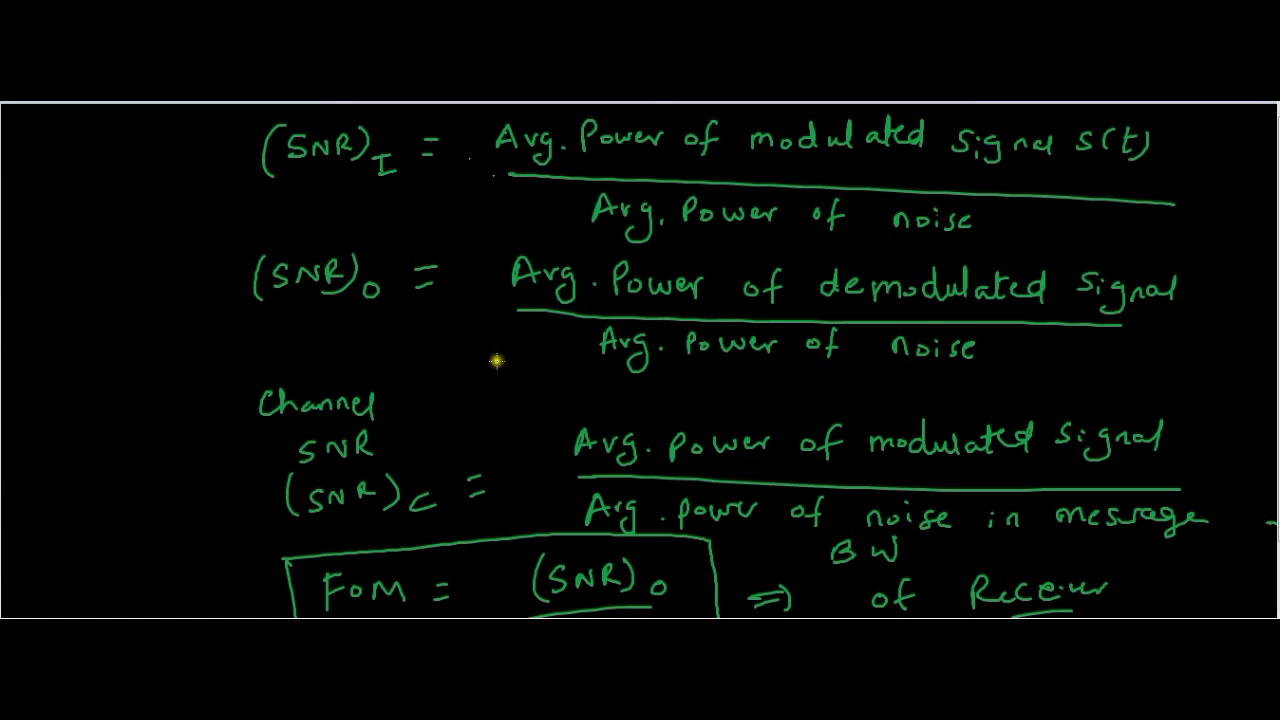 (SNR)I = Avg. Power of modulated signal s(t)
Avg. Power of noise
(SNR)o = Avg. Power of demodulated signal
Avg. Power of noise
Channel
SNR
(SNR)c = Avg. power of modulated signal
Avg. power of noise in message
BW
FOM = (SNR)o ⇒ of Receiver